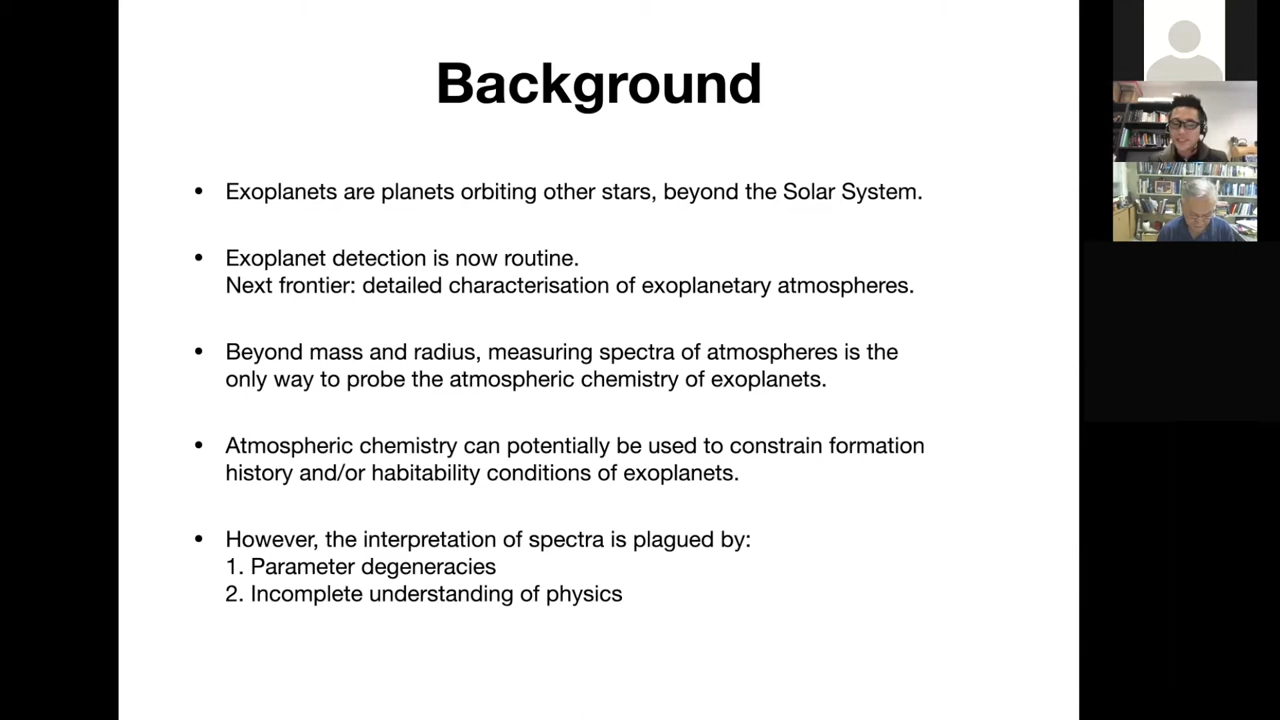 Background
• Exoplanets are planets orbiting other stars, beyond the Solar System.
• Exoplanet detection is now routine.
Next frontier: detailed characterisation of exoplanetary atmospheres.
• Beyond mass and radius, measuring spectra of atmospheres is the
only way to probe the atmospheric chemistry of exoplanets.
• Atmospheric chemistry can potentially be used to constrain formation
history and/or habitability conditions of exoplanets.
• However, the interpretation of spectra is plagued by:
1. Parameter degeneracies
2. Incomplete understanding of physics